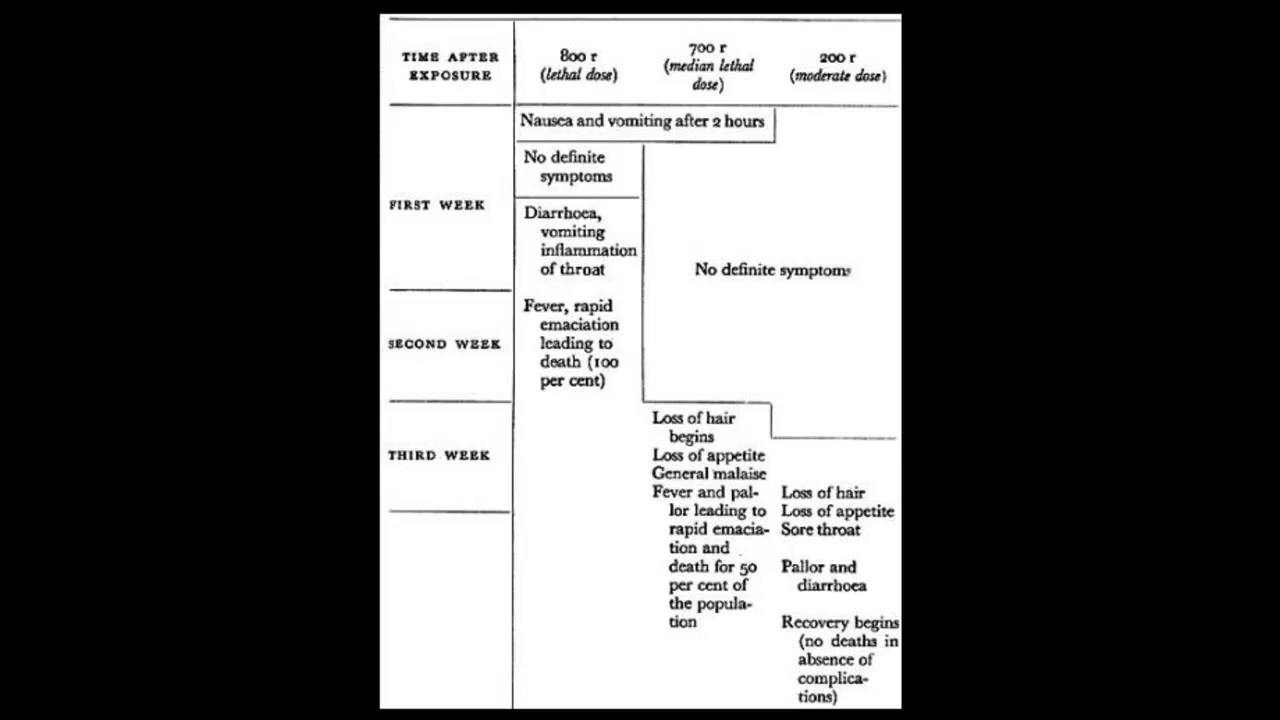 TIME AFTER
EXPOSURE
800 r
(lethal dose)
700 r
(median lethal
dose)
200 r
(moderate dose)
Nausea and vomiting after 2 hours
FIRST WEEK
No definite
symptoms
Diarrhoea,
vomiting
inflammation
of throat
No definite symptoms
SECOND WEEK
Fever, rapid
emaciation
leading to
death (100
per cent)
THIRD WEEK
Loss of hair
begins
Loss of appetite
General malaise
Fever and pal-
lor leading to
rapid emacia-
tion and
death for 50
per cent of
the popula-
tion
Loss of hair
Loss of appetite
Sore throat
Pallor and
diarrhoea
Recovery begins
(no deaths in
absence of
complica-
tions)